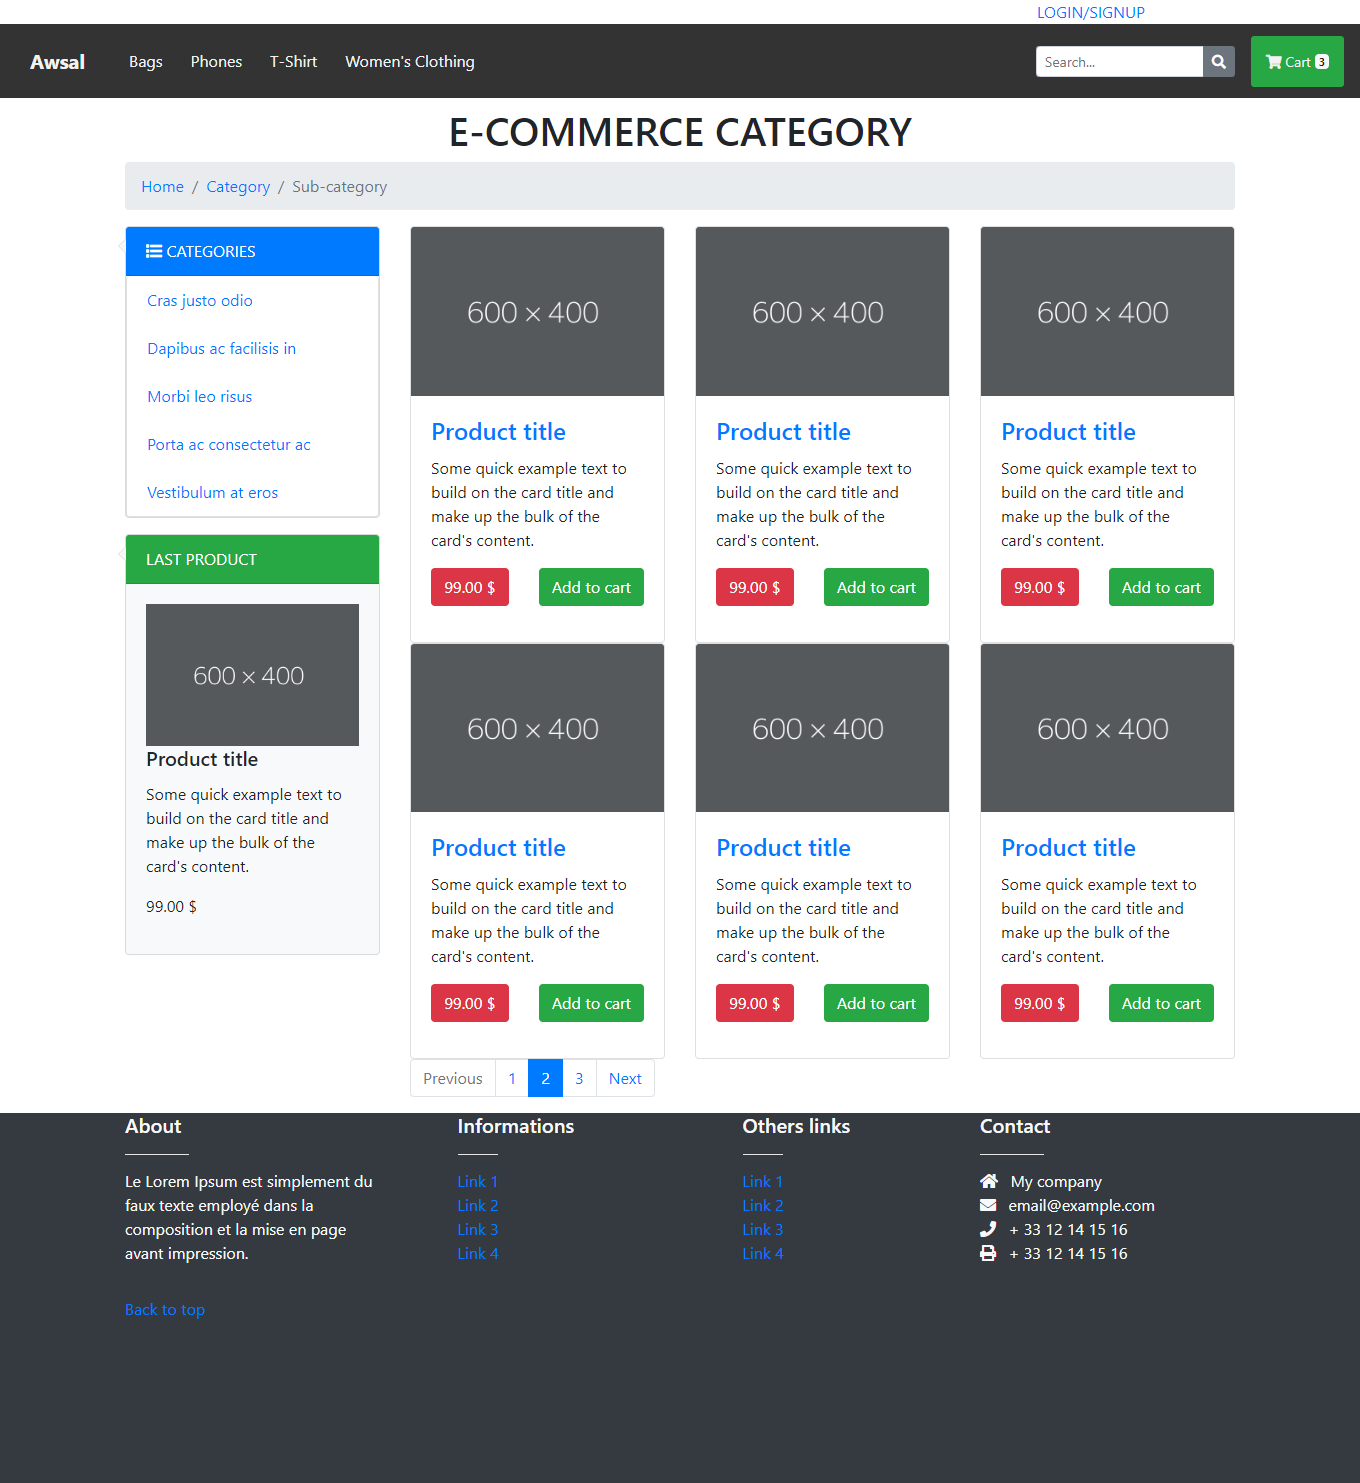 LOGIN/SIGNUP
Awsal Bags Phones T-Shirt Women's Clothing Search... Cart 3
E-COMMERCE CATEGORY
Home / Category / Sub-category
CATEGORIES
Cras justo odio
Dapibus ac facilisis in
Morbi leo risus
Porta ac consectetur ac
Vestibulum at eros
LAST PRODUCT
600 × 400
Product title
Some quick example text to
build on the card title and
make up the bulk of the
card's content.
99.00 $
600 × 400
Product title
Some quick example text to
build on the card title and
make up the bulk of the
card's content.
99.00 $ Add to cart
600 × 400
Product title
Some quick example text to
build on the card title and
make up the bulk of the
card's content.
99.00 $ Add to cart
600 × 400
Product title
Some quick example text to
build on the card title and
make up the bulk of the
card's content.
99.00 $ Add to cart
600 × 400
Product title
Some quick example text to
build on the card title and
make up the bulk of the
card's content.
99.00 $ Add to cart
600 × 400
Product title
Some quick example text to
build on the card title and
make up the bulk of the
card's content.
99.00 $ Add to cart
600 × 400
Product title
Some quick example text to
build on the card title and
make up the bulk of the
card's content.
99.00 $ Add to cart
Previous 1 2 3 Next
About
Le Lorem Ipsum est simplement du
faux texte employé dans la
composition et la mise en page
avant impression.
Informations
Link 1
Link 2
Link 3
Link 4
Others links
Link 1
Link 2
Link 3
Link 4
Contact
My company
email@example.com
+ 33 12 14 15 16
+ 33 12 14 15 16
Back to top